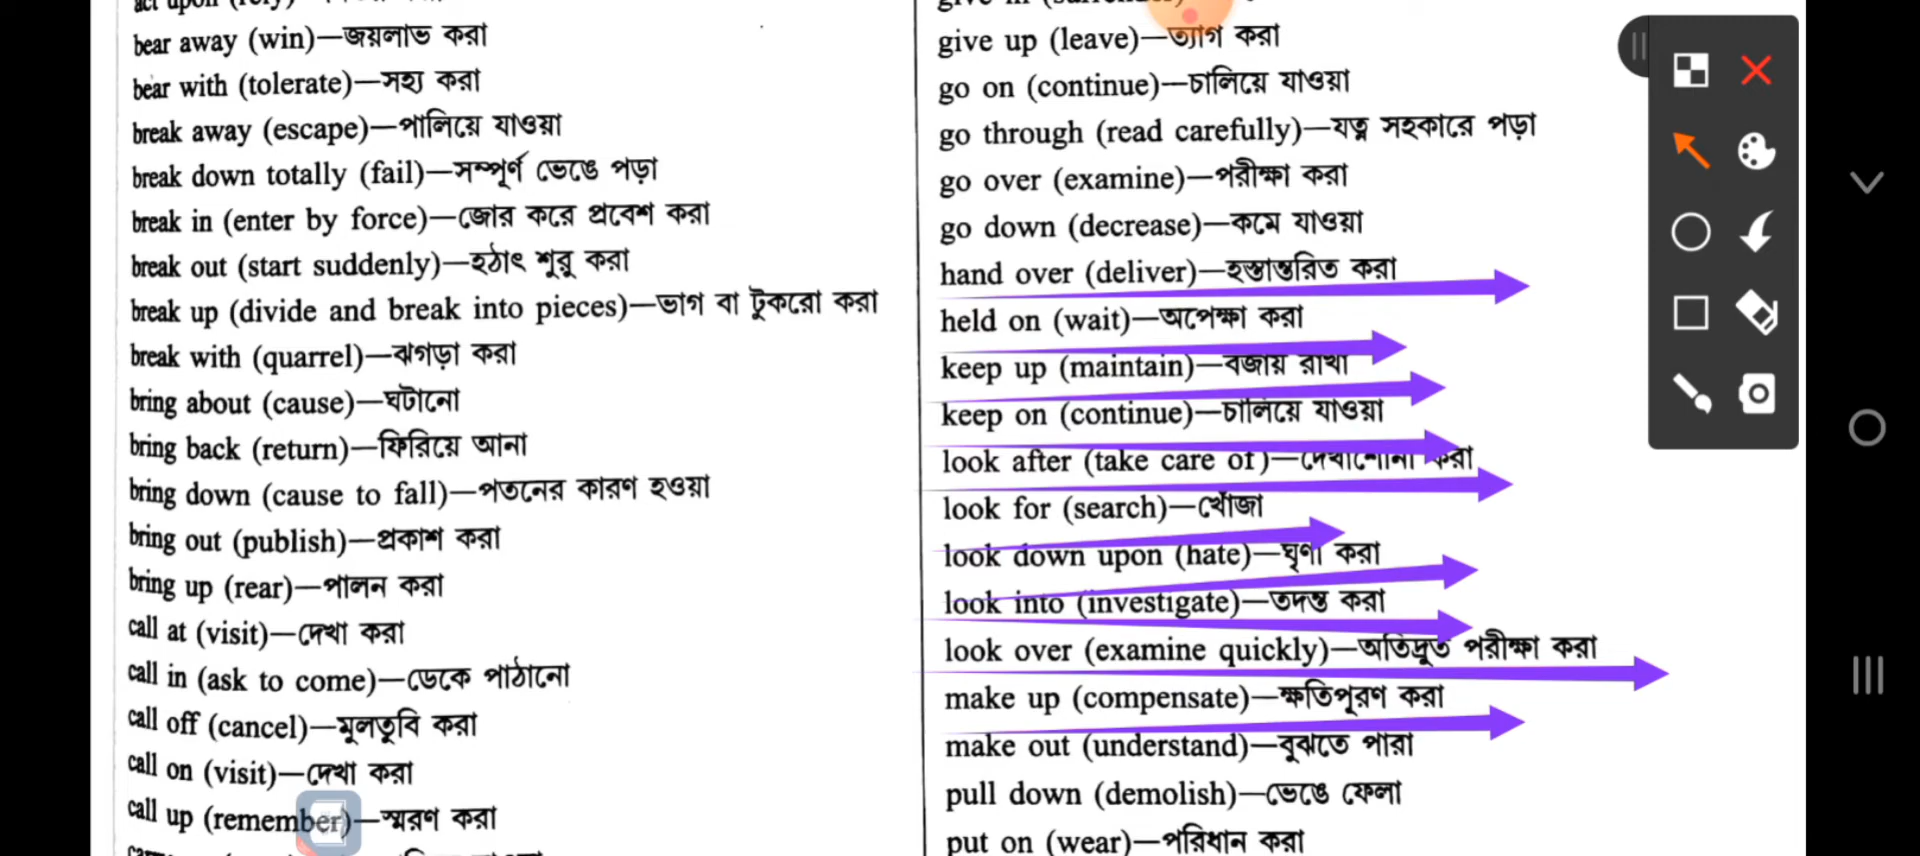 act upon (rely)
bear away (win)—জয়লাভ করা
bear with (tolerate)—সহ্য করা
break away (escape)—পালিয়ে যাওয়া
break down totally (fail)—সম্পূর্ণ ভেঙে পড়া
break in (enter by force)—জোর করে প্রবেশ করা
break out (start suddenly)—হঠাৎ শুরু করা
break up (divide and break into pieces)—ভাগ বা টুকরো করা
break with (quarrel)—ঝগড়া করা
bring about (cause)—ঘটানো
bring back (return)—ফিরিয়ে আনা
bring down (cause to fall)—পতনের কারণ হওয়া
bring out (publish)—প্রকাশ করা
bring up (rear)—পালন করা
call at (visit)—দেখা করা
call in (ask to come)—ডেকে পাঠানো
call off (cancel)—মূলতুবি করা
call on (visit)—দেখা করা
call up (remember)—স্মরণ করা
give in (surrender)
give up (leave)—ত্যাগ করা
go on (continue)—চালিয়ে যাওয়া
go through (read carefully)—যত্ন সহকারে পড়া
go over (examine)—পরীক্ষা করা
go down (decrease)—কমে যাওয়া
hand over (deliver)—হস্তান্তরিত করা
held on (wait)—অপেক্ষা করা
keep up (maintain)—বজায় রাখা
keep on (continue)—চালিয়ে যাওয়া
look after (take care of)—দেখাশোনা করা
look for (search)—খোঁজা
look down upon (hate)—ঘৃণা করা
look into (investigate)—তদন্ত করা
look over (examine quickly)—অতিদ্রুত পরীক্ষা করা
make up (compensate)—ক্ষতিপূরণ করা
make out (understand)—বুঝতে পারা
pull down (demolish)—ভেঙে ফেলা
put on (wear)—পরিধান করা